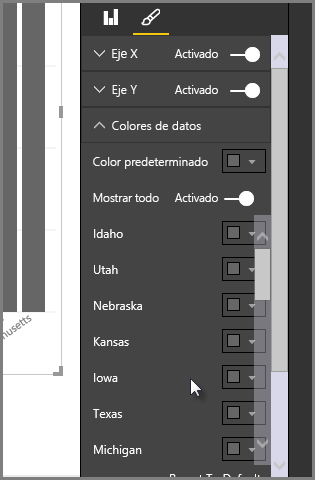 Eje X Activado
Eje Y Activado
Colores de datos
Color predeterminado
Mostrar todo Activado
Idaho
Utah
Nebraska
Kansas
Iowa
Texas
Michigan
husetts